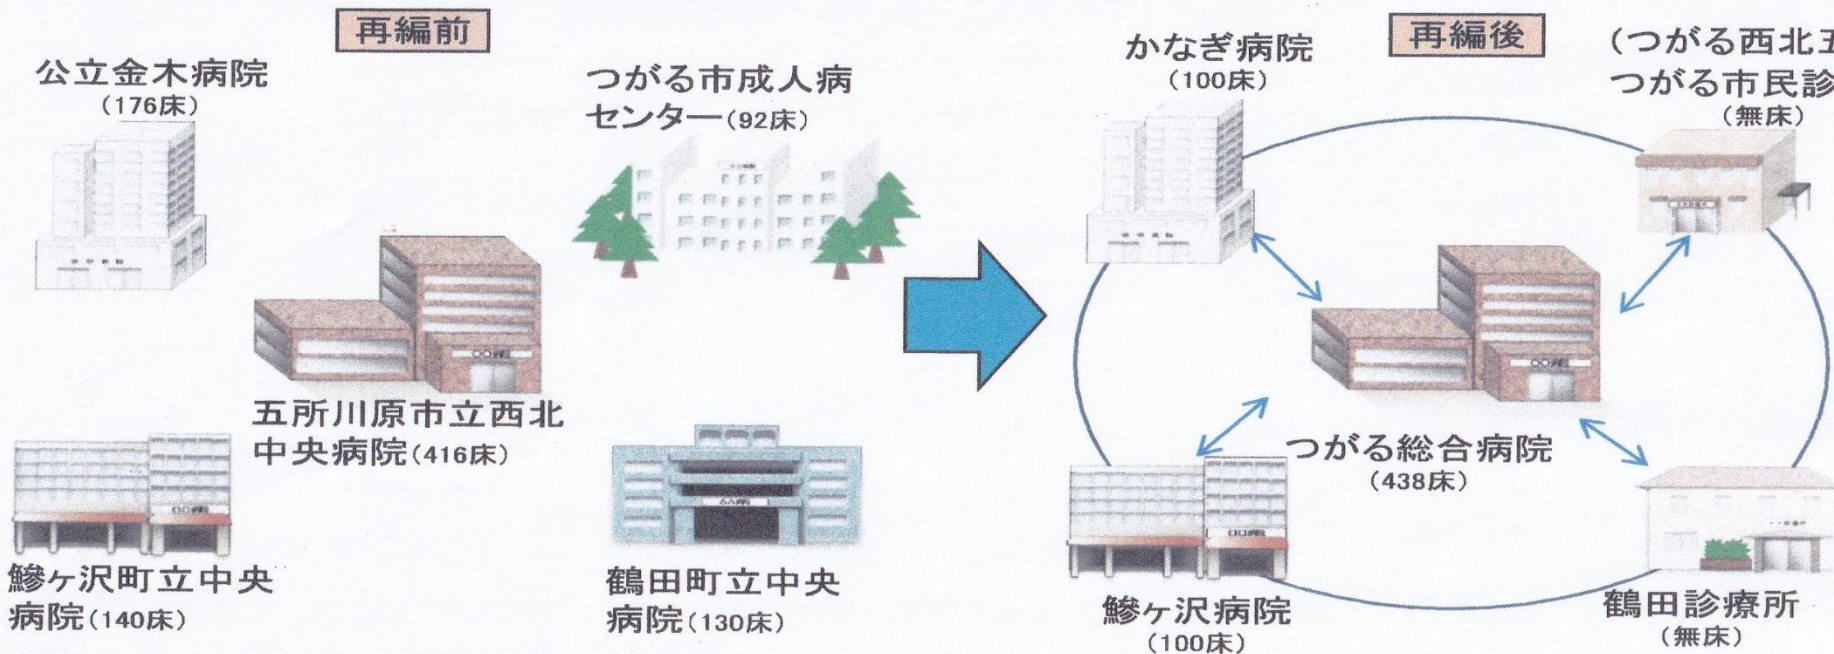 再編前
公立金木病院
(176床)
つがる市成人病
センター(92床)
五所川原市立西北
中央病院(416床)
鰺ヶ沢町立中央
病院(140床)
鶴田町立中央
病院(130床)
再編後
かなぎ病院
(100床)
(つがる西北五
つがる市民診
(無床)
つがる総合病院
(438床)
鰺ヶ沢病院
(100床)
鶴田診療所
(無床)